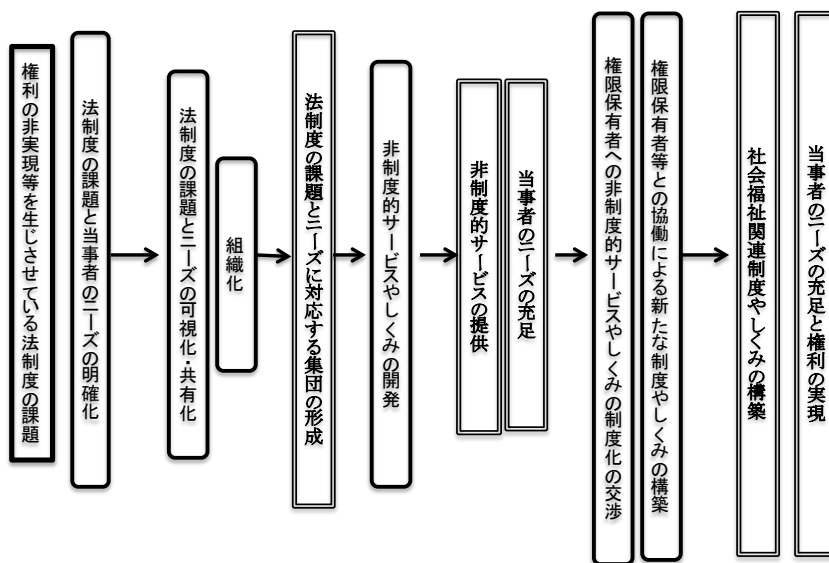 権利の非実現等を生じさせている法制度の課題
法制度の課題と当事者のニーズの明確化
法制度の課題とニーズの可視化・共有化
組織化
法制度の課題とニーズに対応する集団の形成
非制度的サービスやしくみの開発
非制度的サービスの提供
当事者のニーズの充足
権限保有者への非制度的サービスやしくみの制度化の交渉
権限保有者等との協働による新たな制度やしくみの構築
社会福祉関連制度やしくみの構築
当事者のニーズの充足と権利の実現